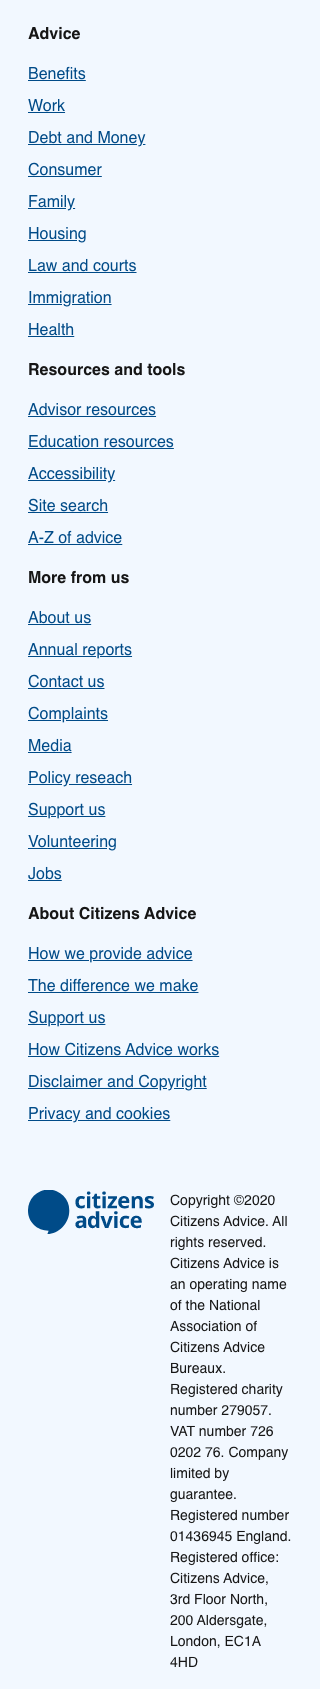 Advice
Benefits
Work
Debt and Money
Consumer
Family
Housing
Law and courts
Immigration
Health
Resources and tools
Advisor resources
Education resources
Accessibility
Site search
A-Z of advice
More from us
About us
Annual reports
Contact us
Complaints
Media
Policy reseach
Support us
Volunteering
Jobs
About Citizens Advice
How we provide advice
The difference we make
Support us
How Citizens Advice works
Disclaimer and Copyright
Privacy and cookies
citizens
advice
Copyright ©2020
Citizens Advice. All
rights reserved.
Citizens Advice is
an operating name
of the National
Association of
Citizens Advice
Bureaux.
Registered charity
number 279057.
VAT number 726
0202 76. Company
limited by
guarantee.
Registered number
01436945 England.
Registered office:
Citizens Advice,
3rd Floor North,
200 Aldersgate,
London, EC1A
4HD